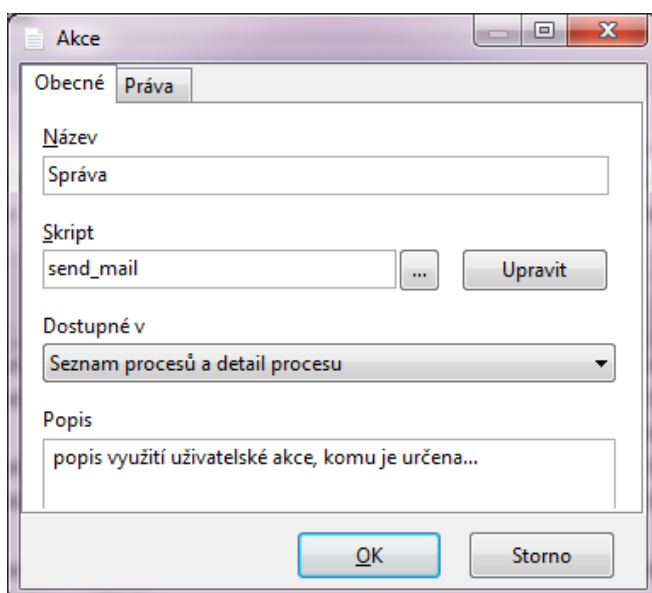 Akce
Obecné Práva
Název
Správa
Skript
send_mail ... Upravit
Dostupné v
Seznam procesů a detail procesu
Popis
popis využití uživatelské akce, komu je určena...
OK Storno